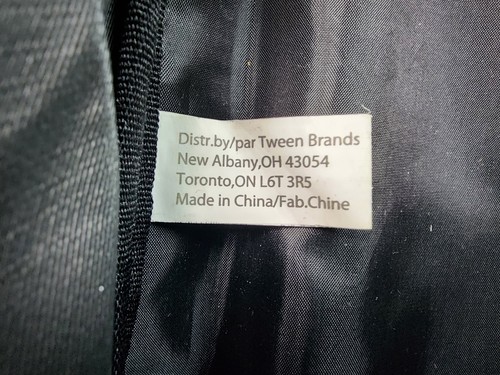 Distr.by/par Tween Brands
New Albany,OH 43054
Toronto,ON L6T 3R5
Made in China/Fab.Chine